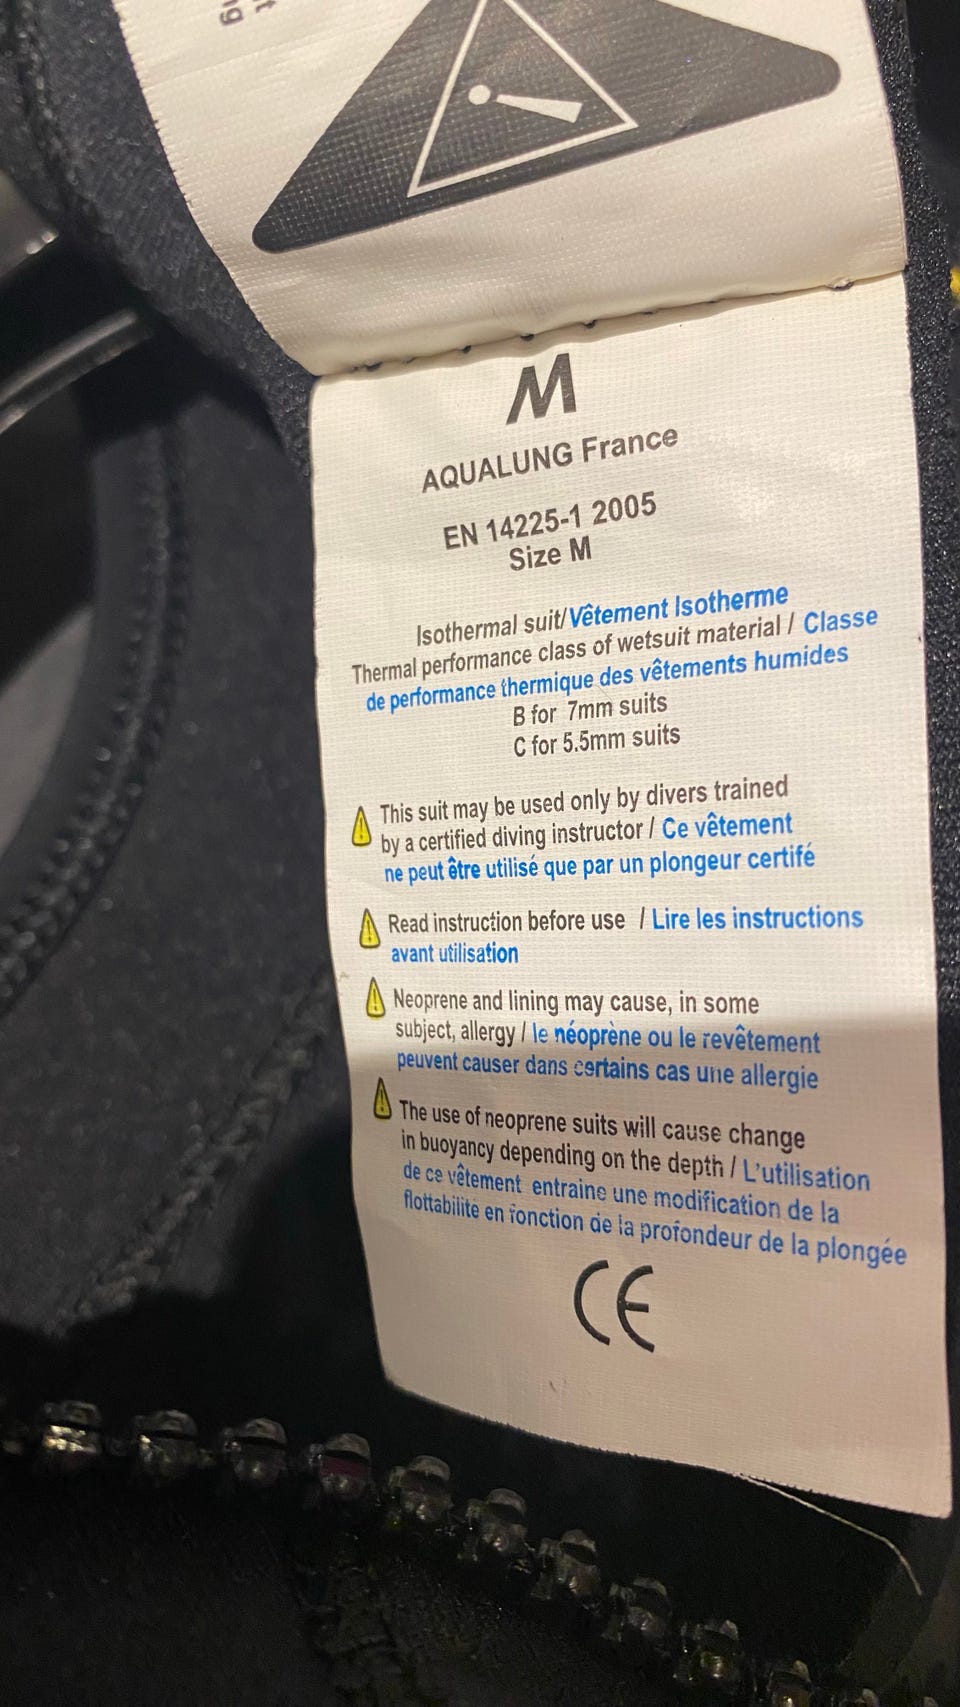 M
AQUALUNG France
EN 14225-1 2005
Size M
Isothermal suit/Vêtement Isotherme
Thermal performance class of wetsuit material / Classe
de performance thermique des vêtements humides
B for 7mm suits
C for 5.5mm suits
This suit may be used only by divers trained
by a certified diving instructor / Ce vêtement
ne peut être utilisé que par un plongeur certifé
Read instruction before use / Lire les instructions
avant utilisation
Neoprene and lining may cause, in some
subject, allergy / le néoprène ou le revêtement
peuvent causer dans certains cas une allergie
The use of neoprene suits will cause change
in buoyancy depending on the depth / L'utilisation
de ce vêtement entraine une modification de la
flottabilité en fonction de la profondeur de la plongée
CE